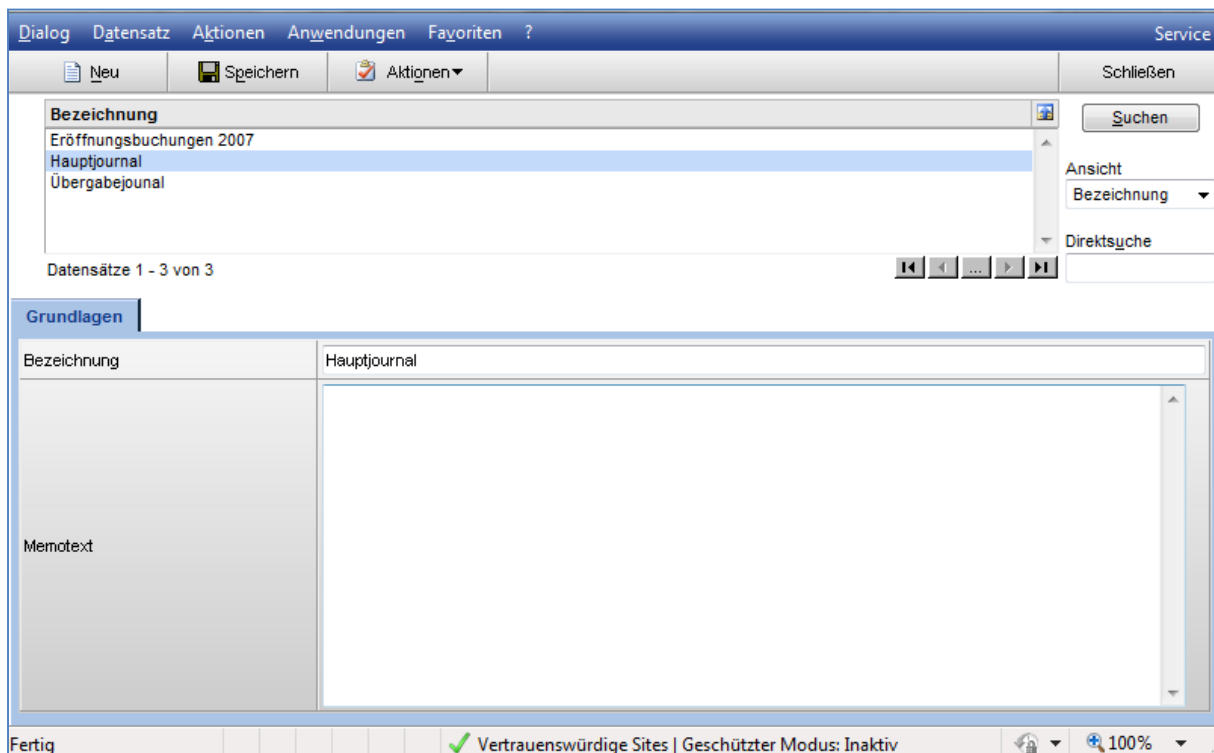 Dialog Datensatz Aktionen Anwendungen Favoriten ? Service
Neu Speichern Aktionen Schließen
Bezeichnung
Suchen
Eröffnungsbuchungen 2007
Hauptjournal
Übergabejounal
Ansicht
Bezeichnung
Direktsuche
Datensätze 1 - 3 von 3 ...
Grundlagen
Bezeichnung Hauptjournal
Memotext
Fertig Vertrauenswürdige Sites | Geschützter Modus: Inaktiv 100%